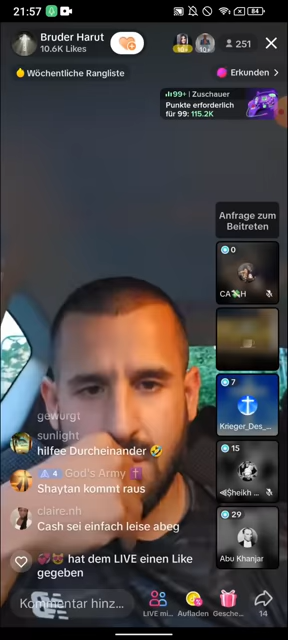 21:57
84
Bruder Harut
10.6K Likes
10+
10+
251
Wöchentliche Rangliste
Erkunden >
99+ | Zuschauer
Punkte erforderlich
für 99: 115.2K
Anfrage zum
Beitreten
0
CA💸H
7
Krieger_Des_...
15
Sheikh ...
29
Abu Khanjar
gewürgt
sunlight
hilfee Durcheinander 🤣
4 God's Army ✝️
Shaytan kommt raus
claire.nh
Cash sei einfach leise abeg
hat dem LIVE einen Like
gegeben
Kommentar hinz...
LIVE mi...
Aufladen
Gesche...
14